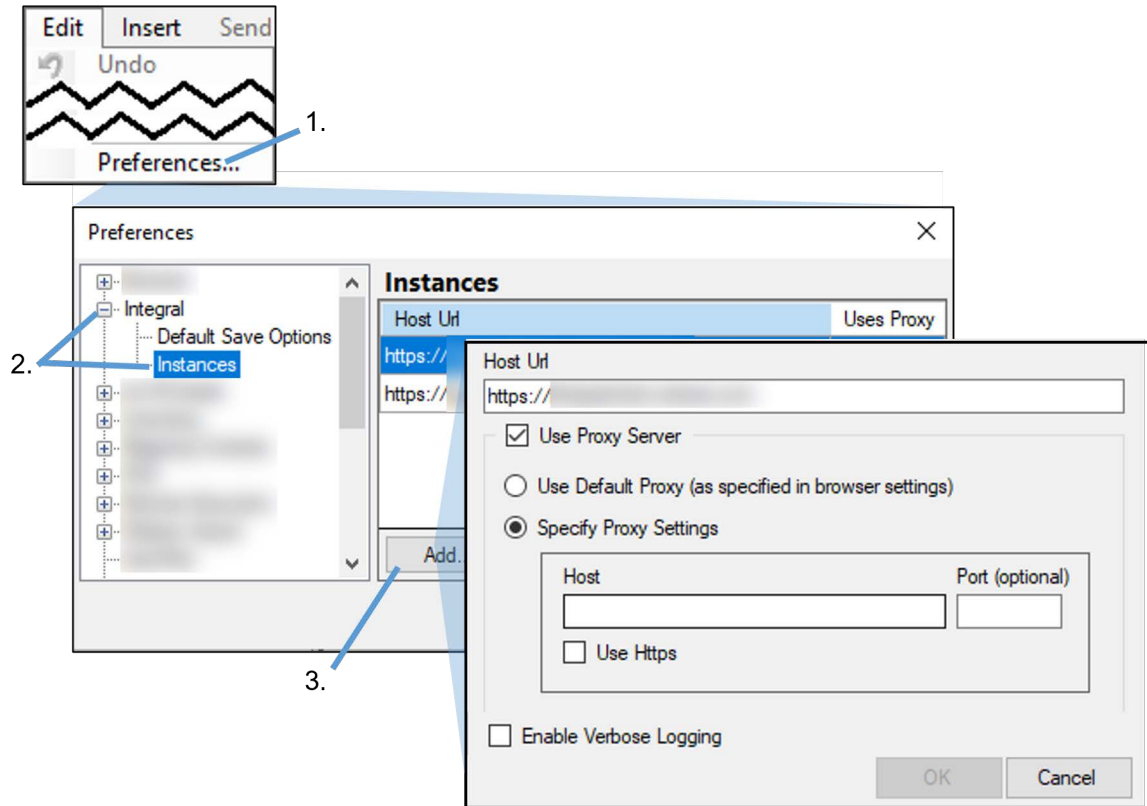 Edit Insert Send
Undo
1.
Preferences...
Preferences
Instances
Integral
Host Url Uses Proxy
Default Save Options
2.
Instances
https://
https://
Host Url
https://
Use Proxy Server
Use Default Proxy (as specified in browser settings)
Specify Proxy Settings
Add..
Host Port (optional)
Use Https
3.
Enable Verbose Logging
OK Cancel